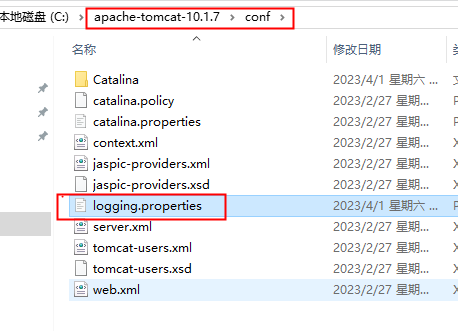 本地磁盘 (C:) > apache-tomcat-10.1.7 > conf >
名称 修改日期
Catalina 2023/4/1 星期六 ...
catalina.policy 2023/2/27 星期...
catalina.properties 2023/2/27 星期...
context.xml 2023/2/27 星期...
jaspic-providers.xml 2023/2/27 星期...
jaspic-providers.xsd 2023/2/27 星期...
logging.properties 2023/4/1 星期六 ...
server.xml 2023/2/27 星期...
tomcat-users.xml 2023/2/27 星期...
tomcat-users.xsd 2023/2/27 星期...
web.xml 2023/2/27 星期...